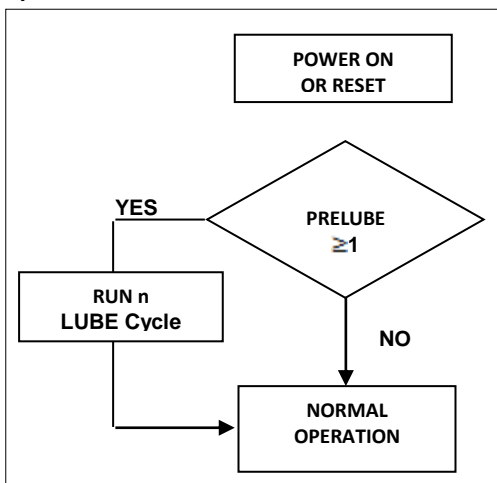 POWER ON
OR RESET
YES
PRELUBE
≥1
RUN n
LUBE Cycle
NO
NORMAL
OPERATION